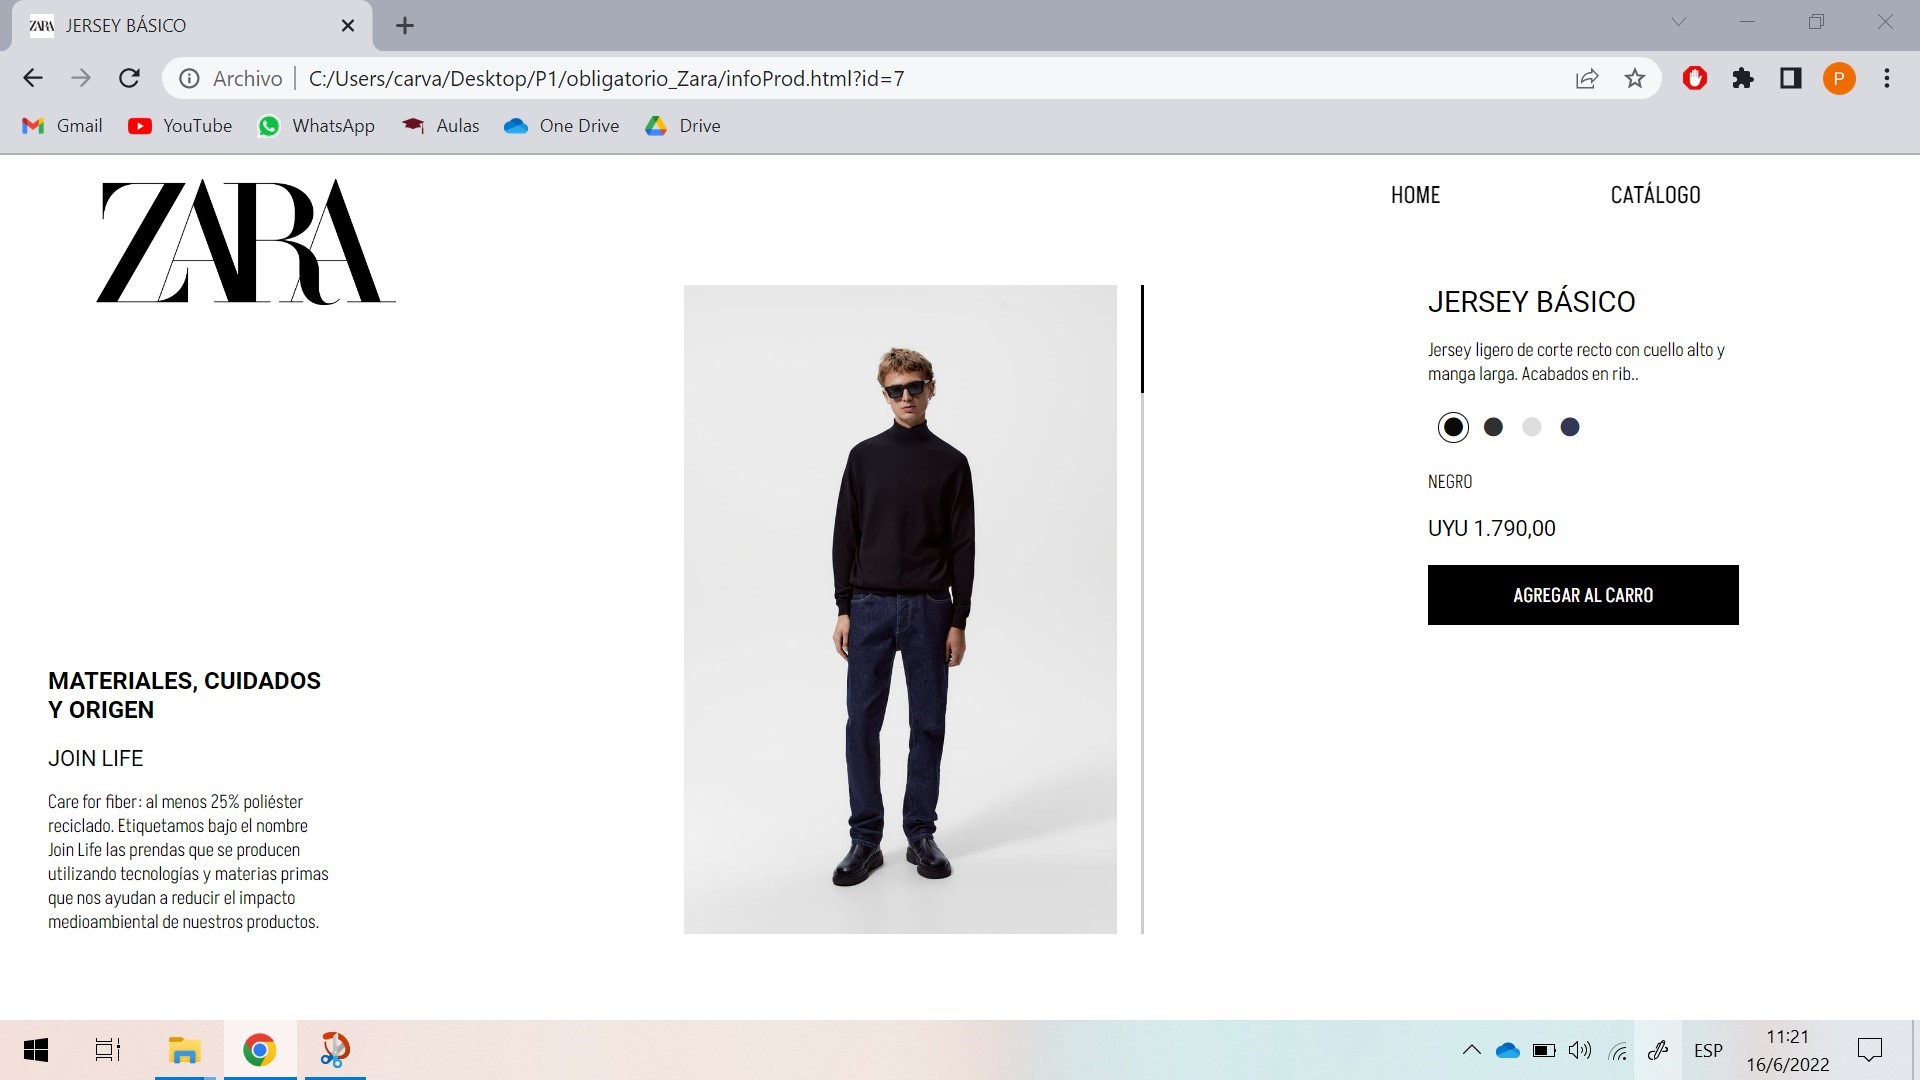 ZARA JERSEY BÁSICO
Archivo C:/Users/carva/Desktop/P1/obligatorio_Zara/infoProd.html?id=7
P
Gmail YouTube WhatsApp Aulas One Drive Drive
ZARA
HOME CATÁLOGO
JERSEY BÁSICO
Jersey ligero de corte recto con cuello alto y
manga larga. Acabados en rib..
NEGRO
UYU 1.790,00
AGREGAR AL CARRO
MATERIALES, CUIDADOS
Y ORIGEN
JOIN LIFE
Care for fiber: al menos 25% poliéster
reciclado. Etiquetamos bajo el nombre
Join Life las prendas que se producen
utilizando tecnologías y materias primas
que nos ayudan a reducir el impacto
medioambiental de nuestros productos.
ESP
11:21
16/6/2022